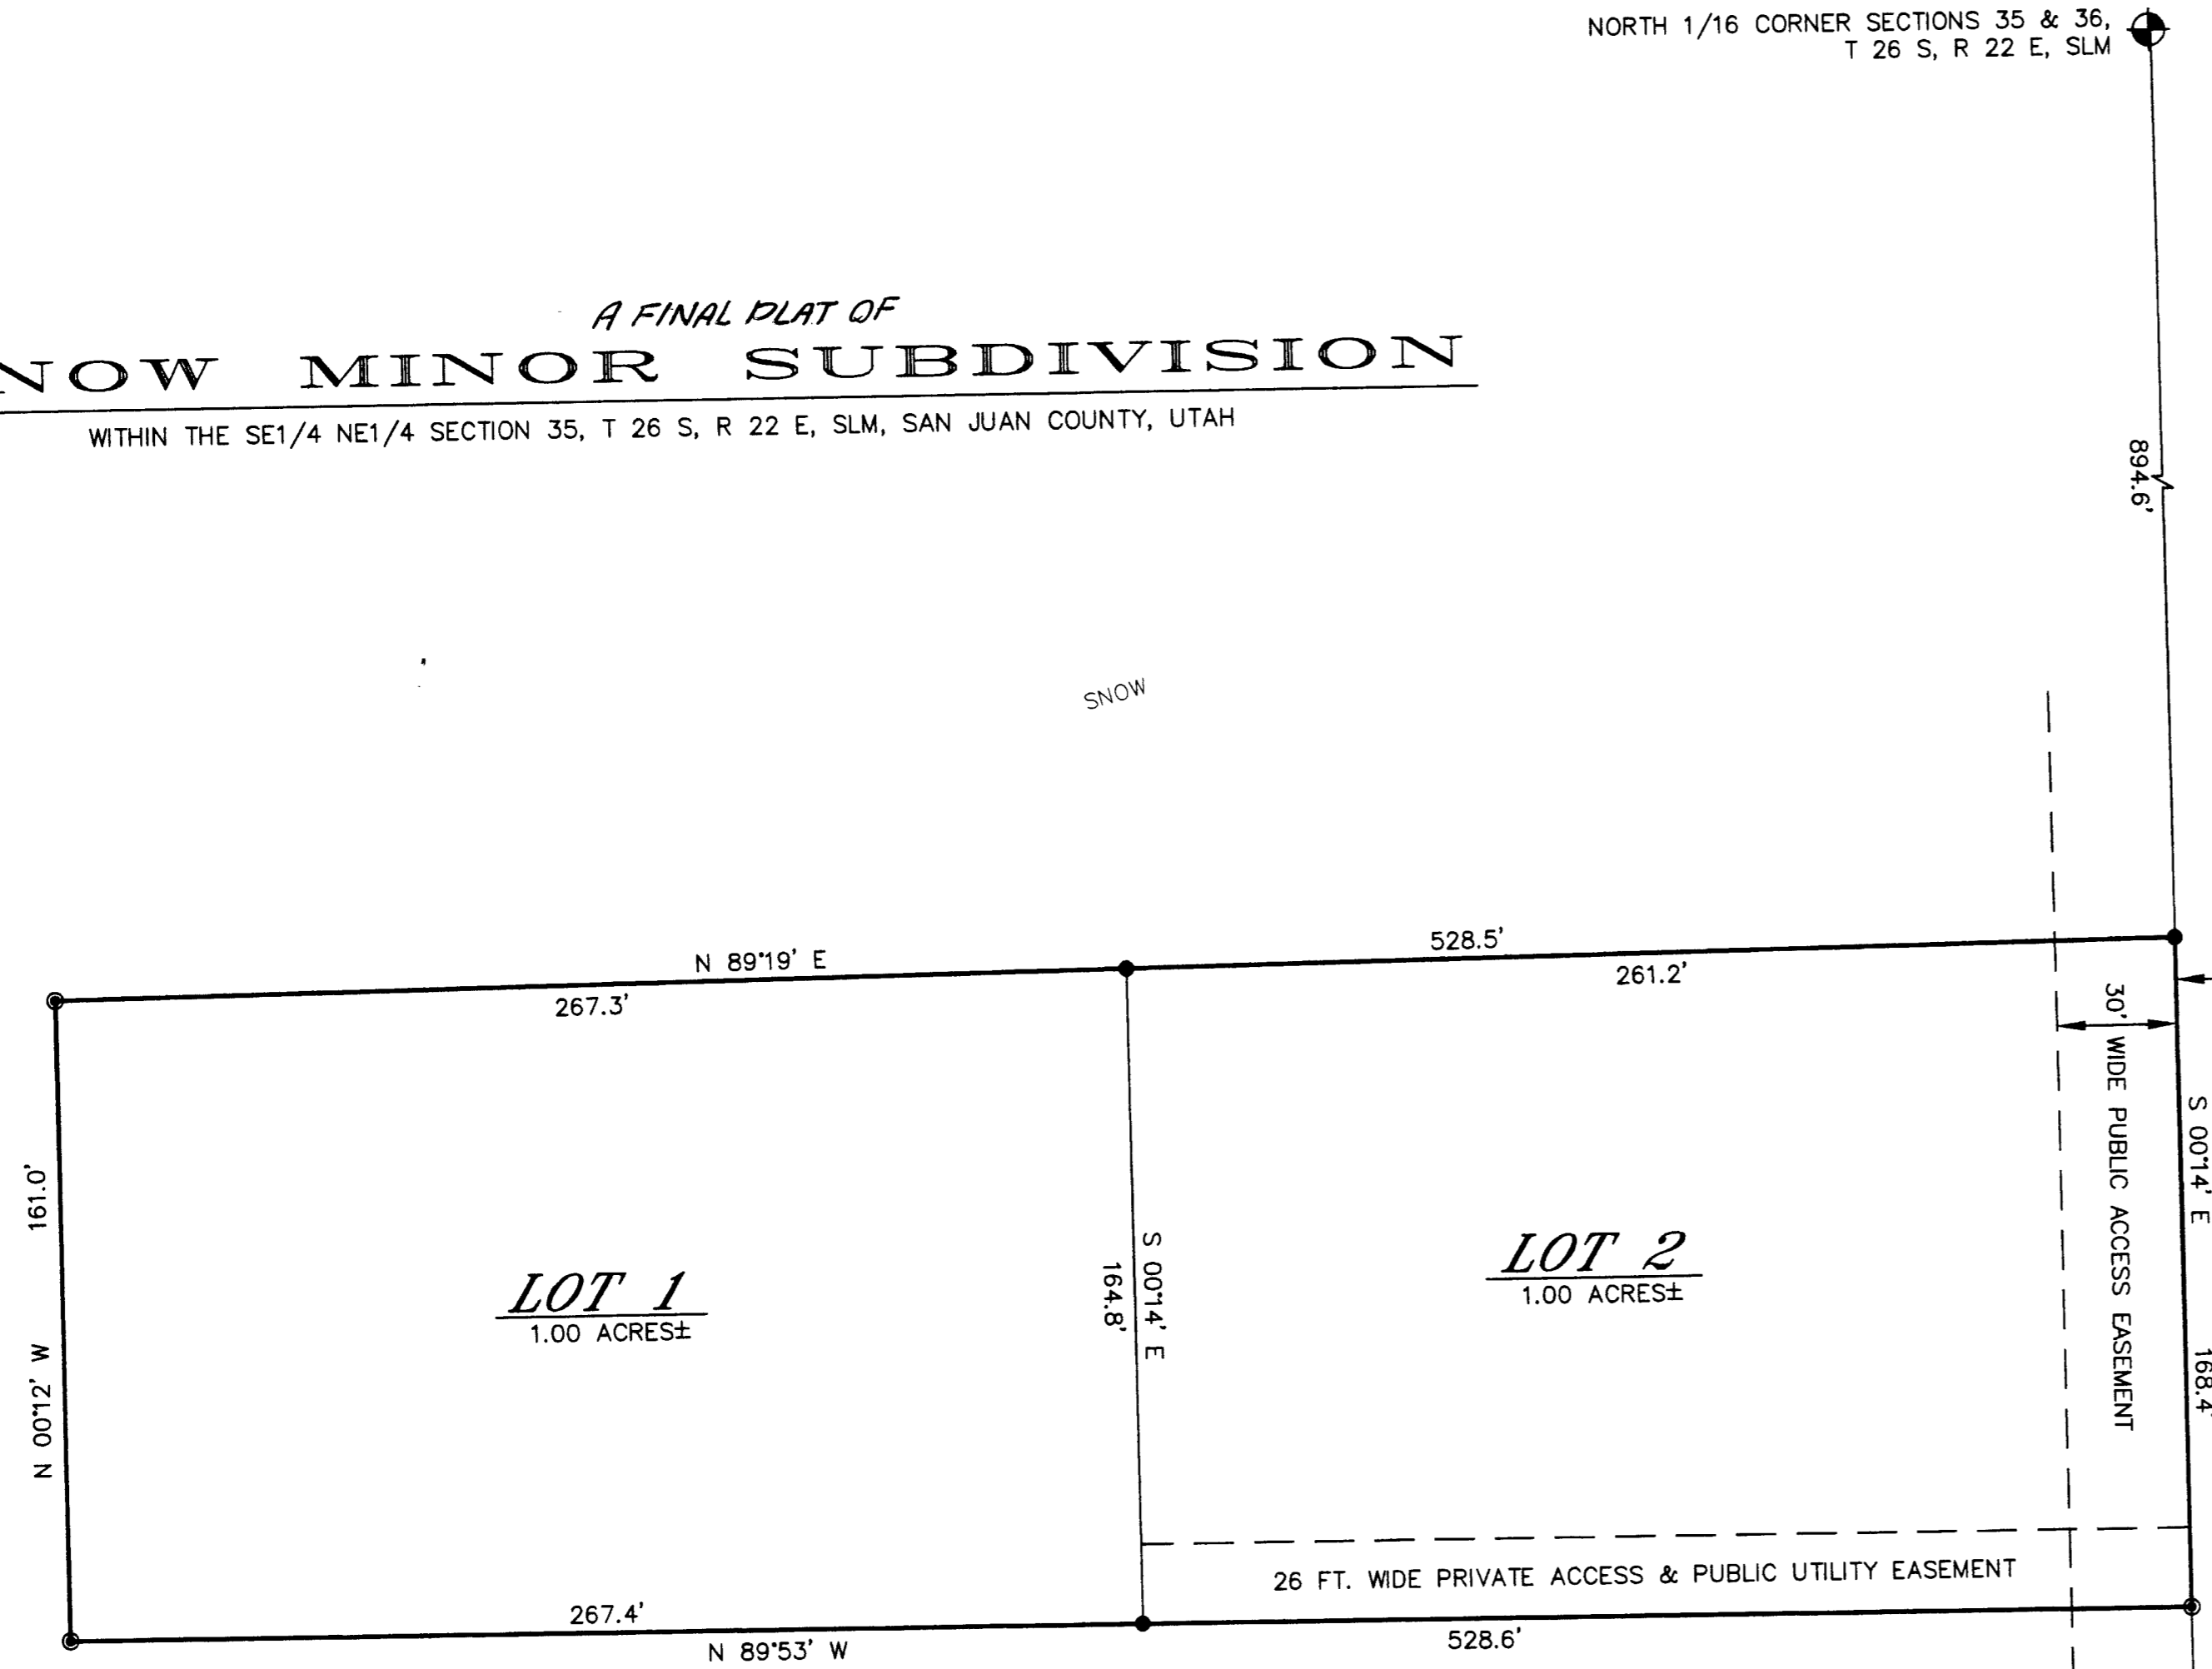 NORTH 1/16 CORNER SECTIONS 35 & 36,
T 26 S, R 22 E, SLM
894.6'
A FINAL PLAT OF
NOW MINOR SUBDIVISION
WITHIN THE SE1/4 NE1/4 SECTION 35, T 26 S, R 22 E, SLM, SAN JUAN COUNTY, UTAH
SNOW
N 89°19' E
528.5'
267.3'
261.2'
30' WIDE PUBLIC ACCESS EASEMENT
S 00°14' E
168.4
161.0'
N 00°12' W
LOT 1
1.00 ACRES±
S 00°14' E
164.8'
LOT 2
1.00 ACRES±
26 FT. WIDE PRIVATE ACCESS & PUBLIC UTILITY EASEMENT
267.4'
N 89°53' W
528.6'